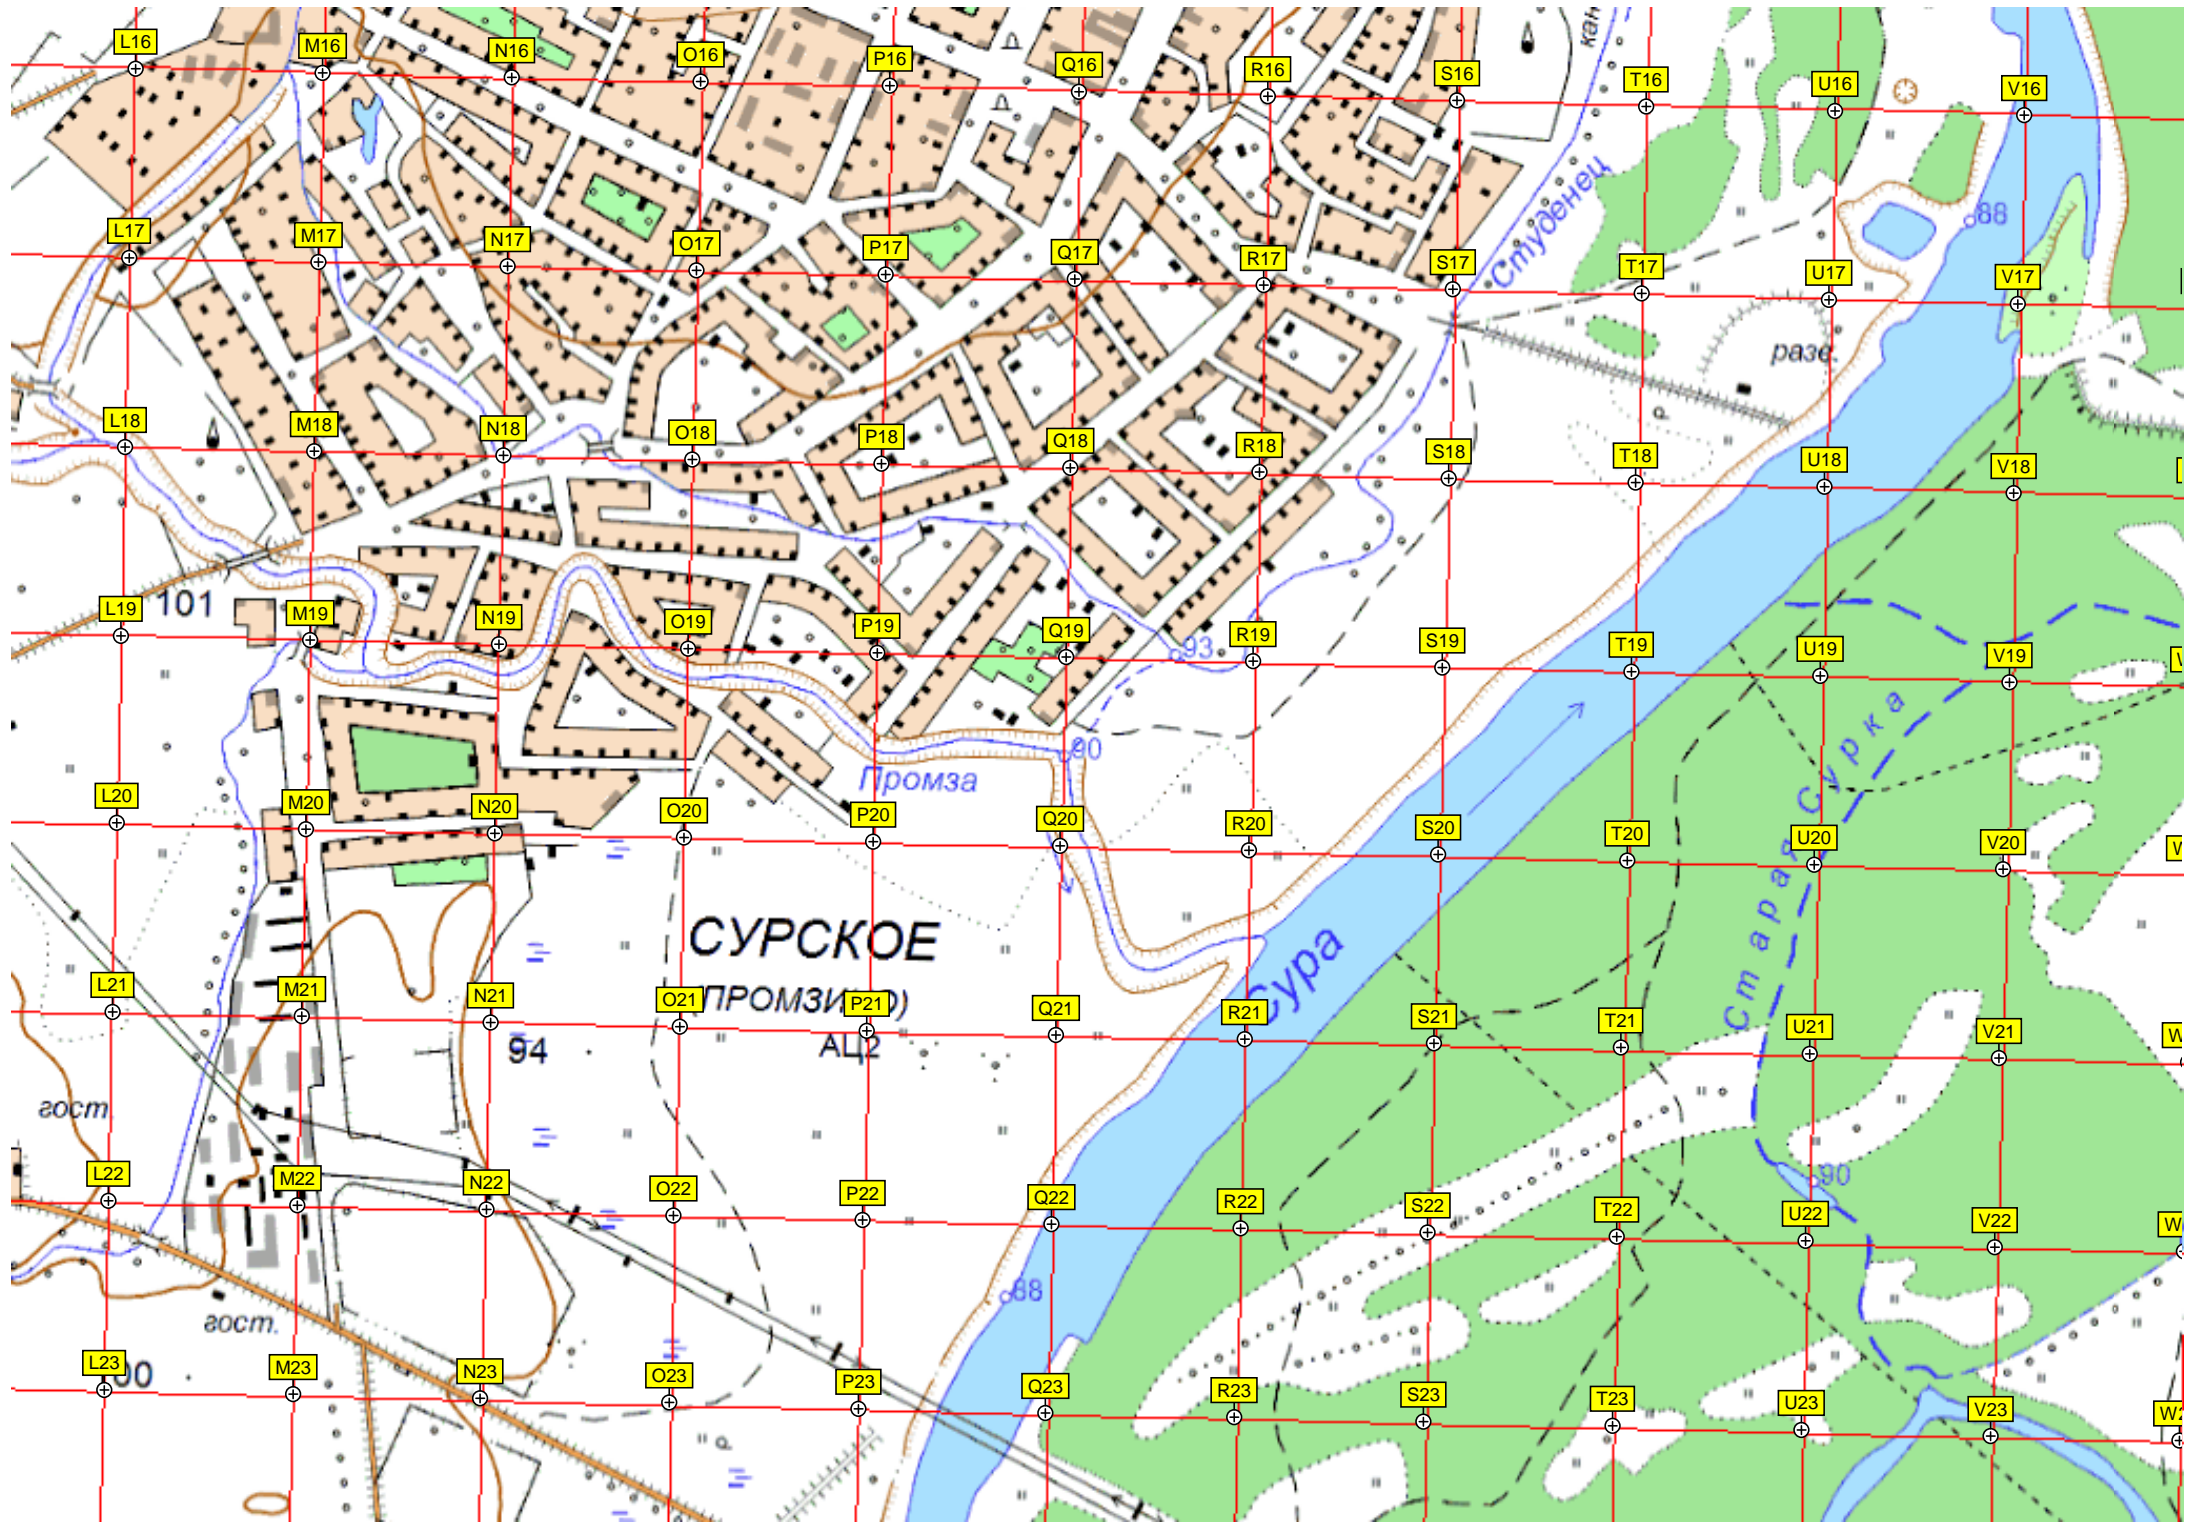 L16 M16 N16 O16 P16 Q16 R16 S16 T16 U16 V16
кан
Студенец
88
L17 M17 N17 O17 P17 Q17 R17 S17 T17 U17 V17
разв.
L18 M18 N18 O18 P18 Q18 R18 S18 T18 U18 V18
101
L19 M19 N19 O19 P19 Q19 R19 S19 T19 U19 V19
93
90
Промза
Старая Сурка
L20 M20 N20 O20 P20 Q20 R20 S20 T20 U20 V20
СУРСКОЕ
Сура
L21 M21 N21 O21 P21 Q21 R21 S21 T21 U21 V21
94
АЦ2
гост
90
L22 M22 N22 O22 P22 Q22 R22 S22 T22 U22 V22
88
гост.
L23 M23 N23 O23 P23 Q23 R23 S23 T23 U23 V23